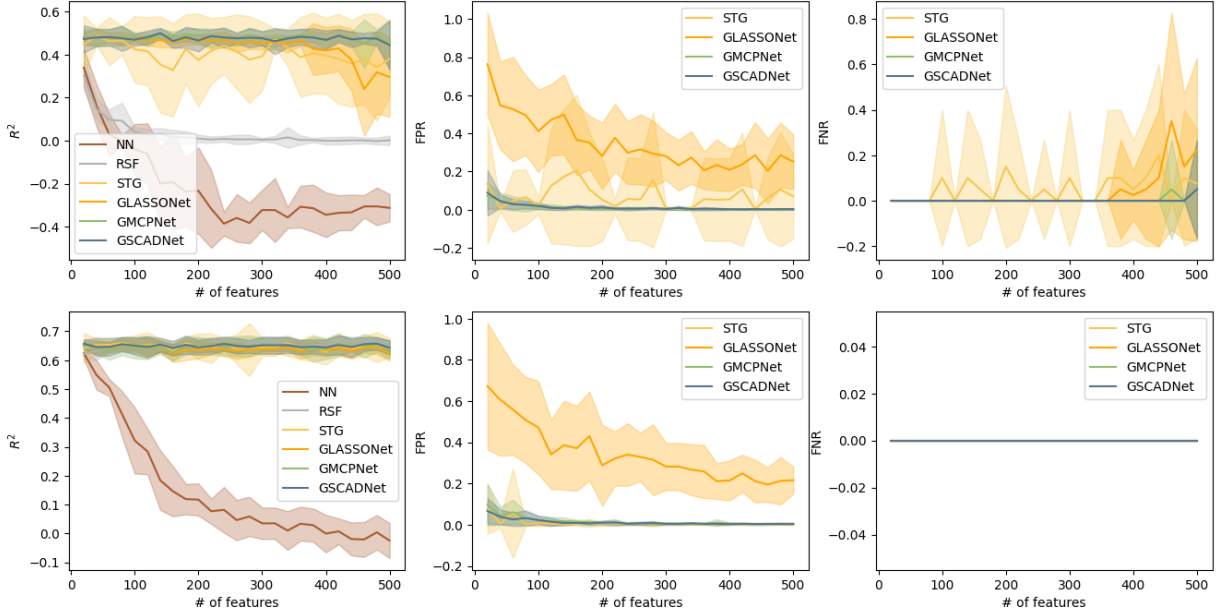 0.6
0.4
0.2
0.0
−0.2
−0.4
R²
NN
RSF
STG
GLASSONet
GMCPNet
GSCADNet
0
100
200
300
400
500
# of features
1.0
0.8
0.6
0.4
0.2
0.0
−0.2
FPR
STG
GLASSONet
GMCPNet
GSCADNet
0
100
200
300
400
500
# of features
0.8
0.6
0.4
0.2
0.0
−0.2
FNR
STG
GLASSONet
GMCPNet
GSCADNet
0
100
200
300
400
500
# of features
0.7
0.6
0.5
0.4
0.3
0.2
0.1
0.0
−0.1
R²
NN
RSF
STG
GLASSONet
GMCPNet
GSCADNet
0
100
200
300
400
500
# of features
1.0
0.8
0.6
0.4
0.2
0.0
−0.2
FPR
STG
GLASSONet
GMCPNet
GSCADNet
0
100
200
300
400
500
# of features
0.04
0.02
0.00
−0.02
−0.04
FNR
STG
GLASSONet
GMCPNet
GSCADNet
0
100
200
300
400
500
# of features